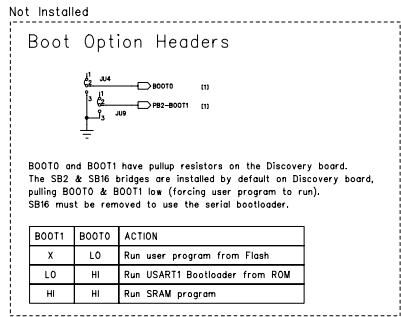 Not Installed
Boot Option Headers
1
2
JU4
BOOT0 (1)
3
1
2
PB2-BOOT1 (1)
3
JU9
BOOT0 and BOOT1 have pullup resistors on the Discovery board.
The SB2 & SB16 bridges are installed by default on Discovery board,
pulling BOOT0 & BOOT1 low (forcing user program to run).
SB16 must be removed to use the serial bootloader.
BOOT1 BOOT0 ACTION
X LO Run user program from Flash
LO HI Run USART1 Bootloader from ROM
HI HI Run SRAM program